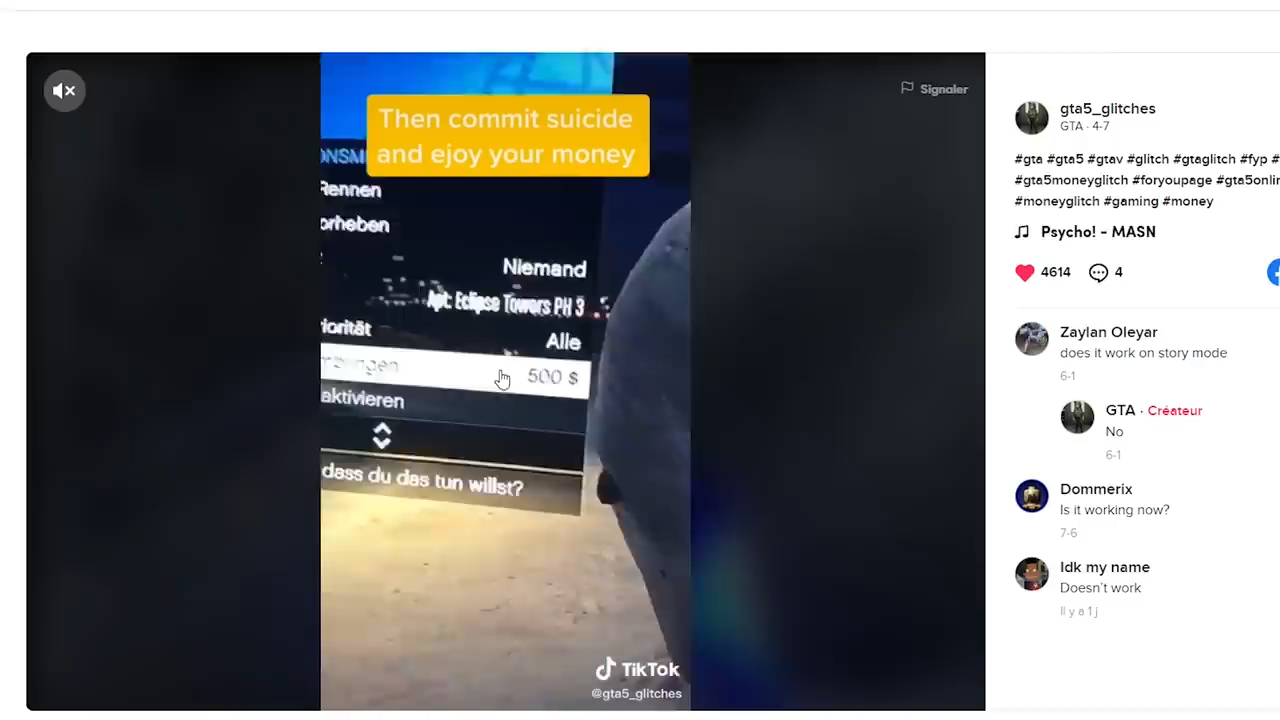 Signaler
Then commit suicide
and ejoy your money
Rennen
Niemand
Apt: Eclipse Towers PH 3
Alle
500 $
aktivieren
dass du das tun willst?
TikTok
@gta5_glitches
gta5_glitches
GTA · 4-7
#gta #gta5 #gtav #glitch #gtaglitch #fyp #
#gta5moneyglitch #foryoupage #gta5onlin
#moneyglitch #gaming #money
Psycho! - MASN
4614
4
Zaylan Oleyar
does it work on story mode
6-1
GTA · Créateur
No
6-1
Dommerix
Is it working now?
7-6
Idk my name
Doesn't work
Il y a 1 j